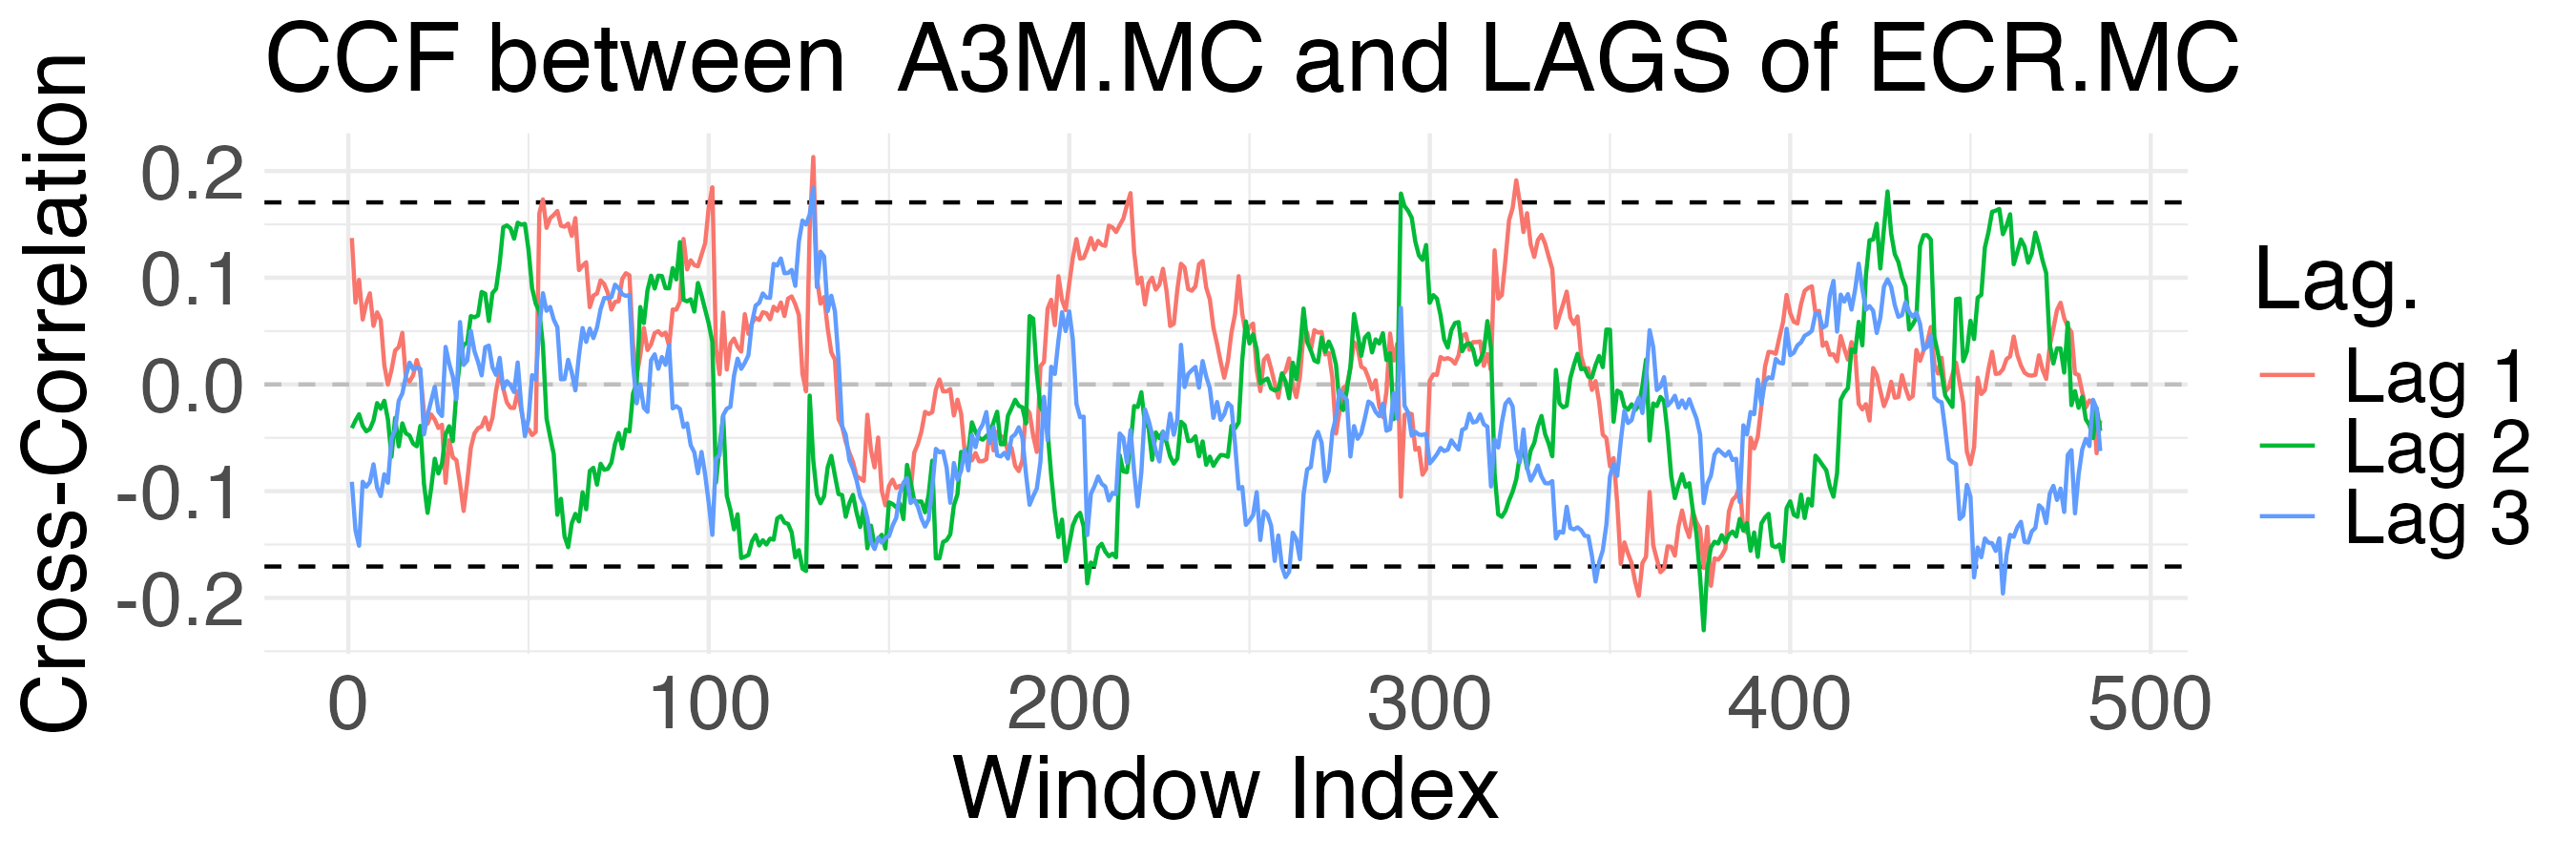 CCF between  A3M.MC and LAGS of ECR.MC
Cross-Correlation
0.2
0.1
0.0
-0.1
-0.2
0 100 200 300 400 500
Window Index
Lag.
Lag 1
Lag 2
Lag 3